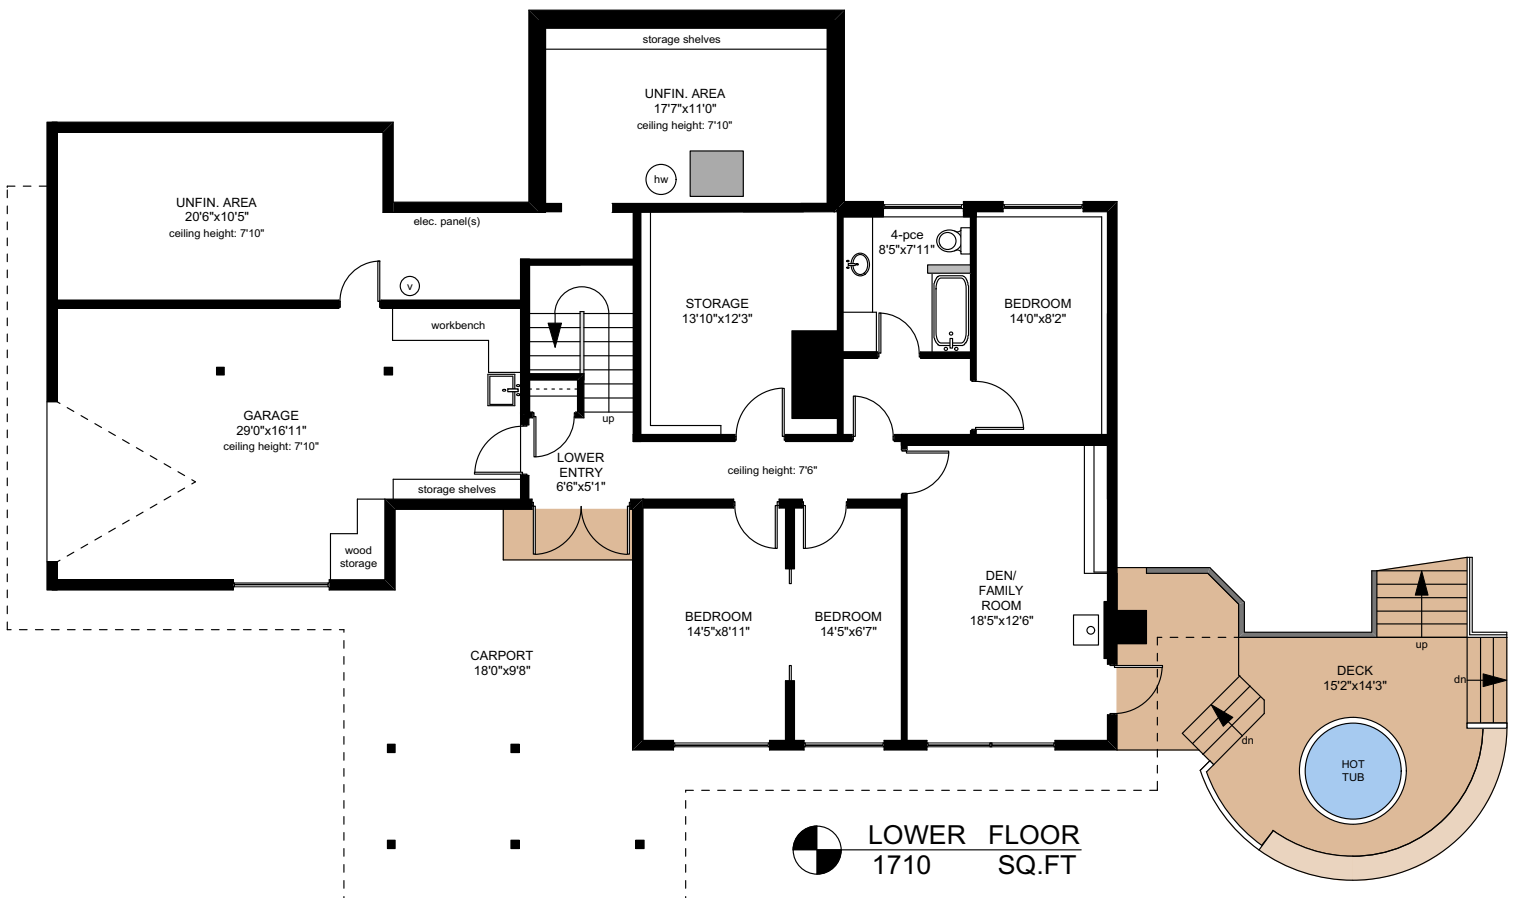 storage shelves
UNFIN. AREA
17'7"x11'0"
ceiling height: 7'10"
hw
UNFIN. AREA
20'6"x10'5"
ceiling height: 7'10"
elec. panel(s)
v
4-pce
8'5"x7'11"
STORAGE
13'10"x12'3"
BEDROOM
14'0"x8'2"
workbench
GARAGE
29'0"x16'11"
ceiling height: 7'10"
up
LOWER
ENTRY
6'6"x5'1"
ceiling height: 7'6"
storage shelves
wood
storage
BEDROOM
14'5"x8'11"
BEDROOM
14'5"x6'7"
DEN/
FAMILY
ROOM
18'5"x12'6"
CARPORT
18'0"x9'8"
up
DECK
15'2"x14'3"
dn
dn
HOT
TUB
LOWER FLOOR
1710 SQ.FT